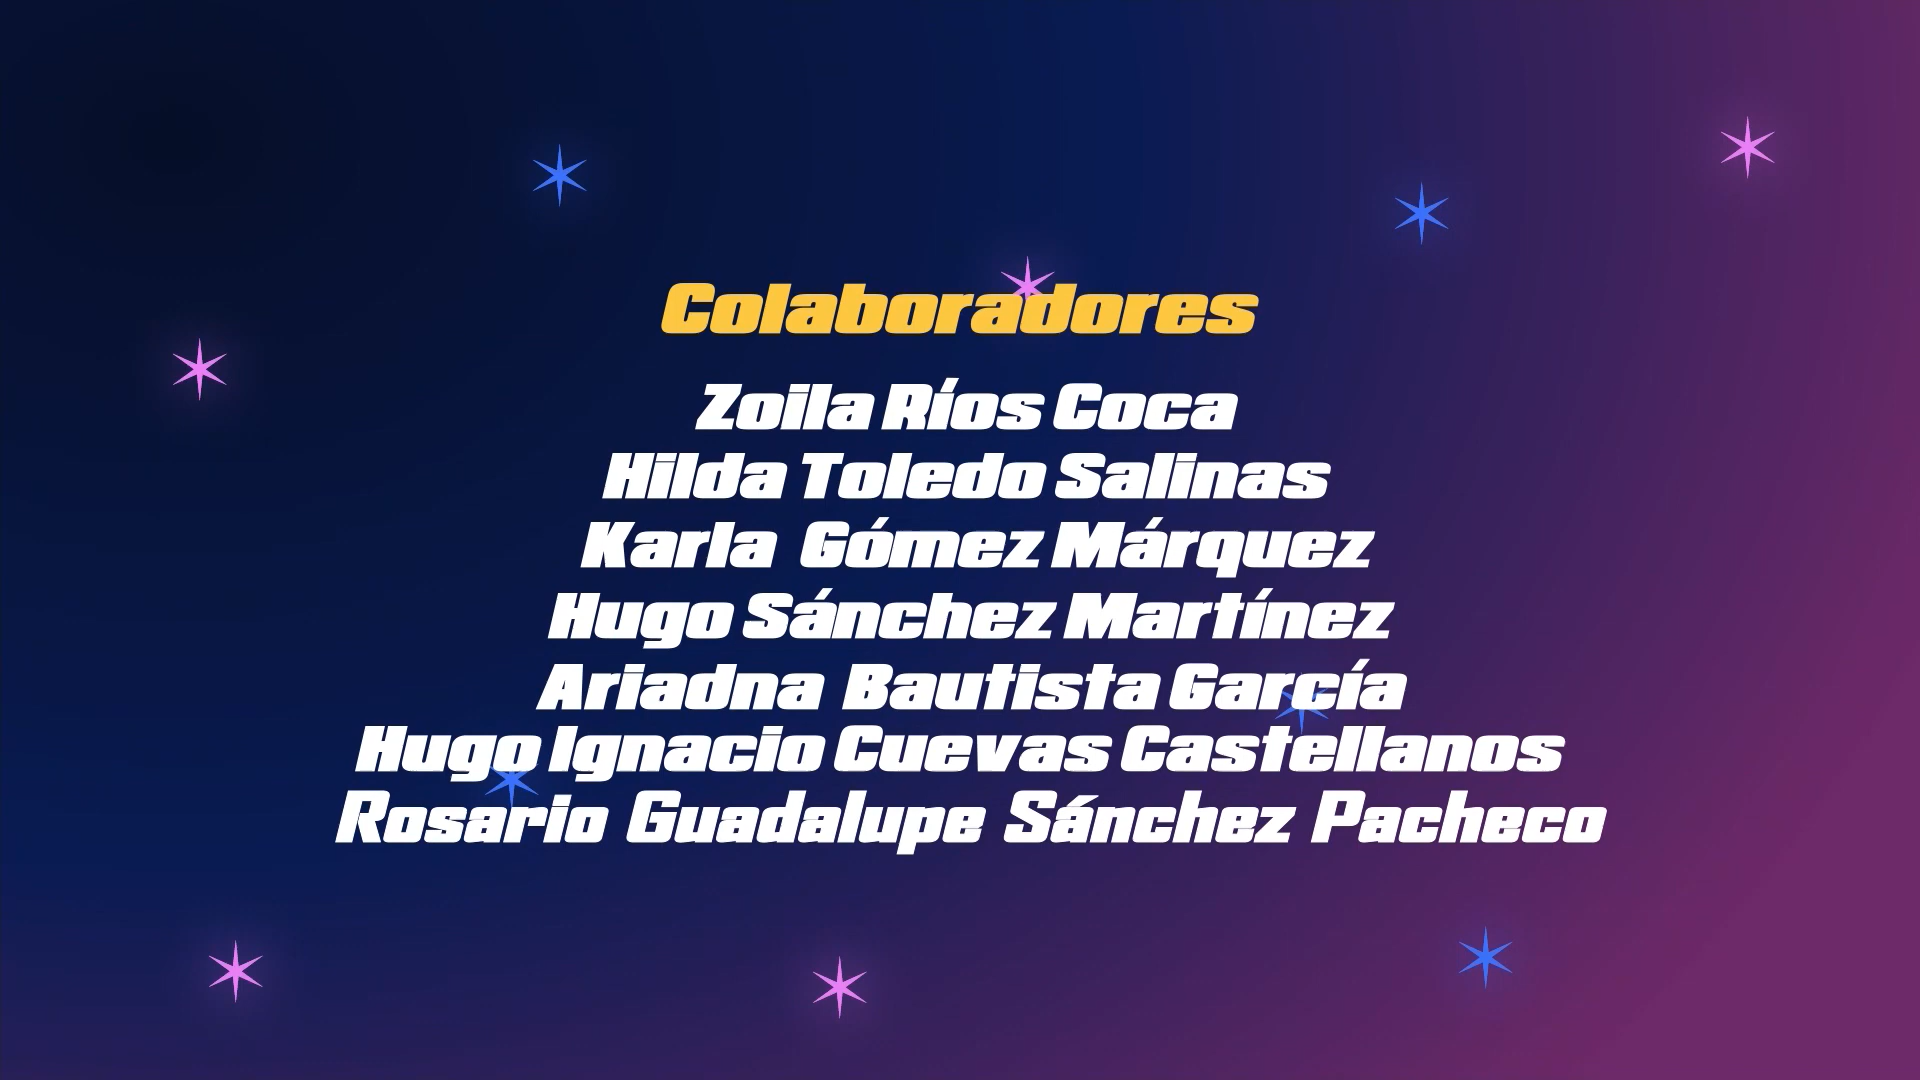 Colaboradores
Zoila Ríos Coca
Hilda Toledo Salinas
Karla Gómez Márquez
Hugo Sánchez Martínez
Ariadna Bautista García
Hugo Ignacio Cuevas Castellanos
Rosario Guadalupe Sánchez Pacheco